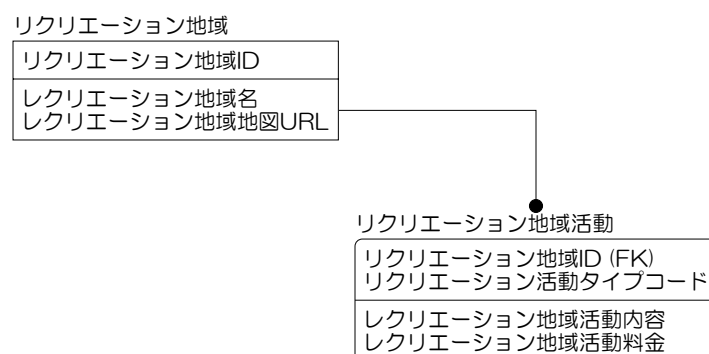 リクリエーション地域
リクリエーション地域ID
レクリエーション地域名
レクリエーション地域地図URL
リクリエーション地域活動
リクリエーション地域ID (FK)
リクリエーション活動タイプコード
レクリエーション地域活動内容
レクリエーション地域活動料金